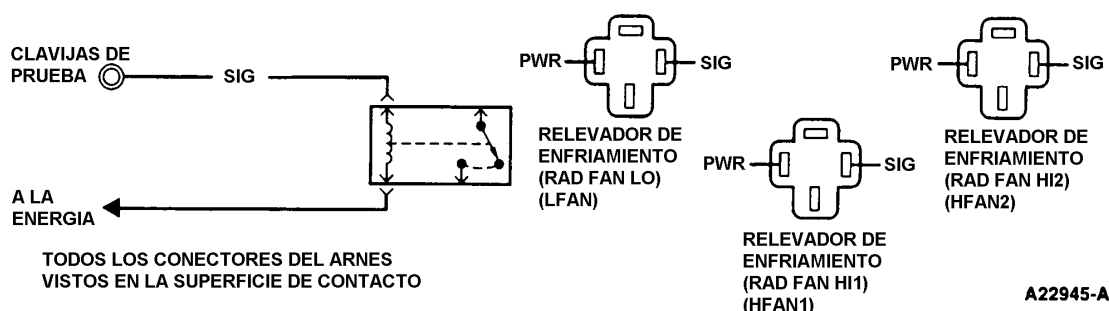 CLAVIJAS DE
PRUEBA
SIG
A LA
ENERGIA
TODOS LOS CONECTORES DEL ARNES
VISTOS EN LA SUPERFICIE DE CONTACTO
PWR
SIG
RELEVADOR DE
ENFRIAMIENTO
(RAD FAN LO)
(LFAN)
PWR
SIG
RELEVADOR DE
ENFRIAMIENTO
(RAD FAN HI1)
(HFAN1)
PWR
SIG
RELEVADOR DE
ENFRIAMIENTO
(RAD FAN HI2)
(HFAN2)
A22945-A